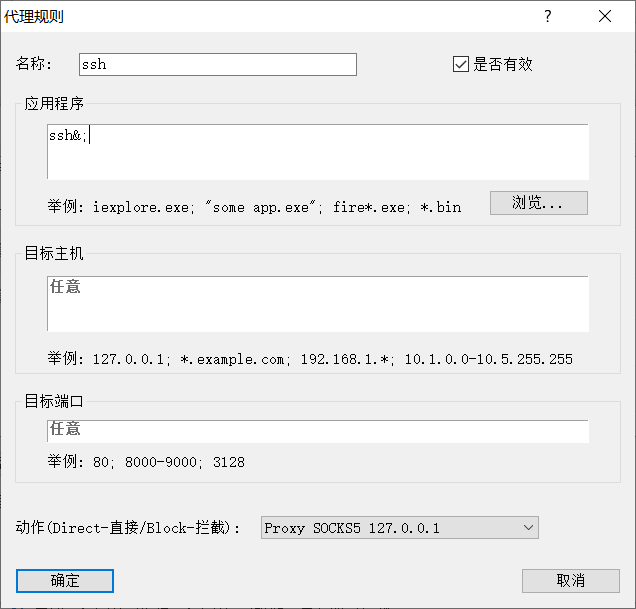 代理规则
名称:
ssh
是否有效
应用程序
ssh&;
举例: iexplore.exe; "some app.exe"; fire*.exe; *.bin
浏览...
目标主机
任意
举例: 127.0.0.1; *.example.com; 192.168.1.*; 10.1.0.0-10.5.255.255
目标端口
任意
举例: 80; 8000-9000; 3128
动作(Direct-直接/Block-拦截):
Proxy SOCKS5 127.0.0.1
确定
取消